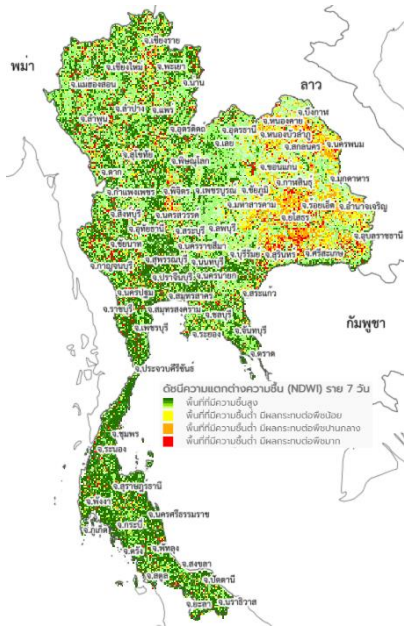 จ.เชียงราย
พม่า
จ.เชียงใหม่ จ.พะเยา
ลาว
จ.แม่ฮ่องสอน จ.น่าน
จ.ลำปาง จ.แพร่
จ.ลำพูน
จ.บึงกาฬ
จ.อุตรดิตถ์ จ.อุดรธานี จ.หนองคาย
จ.เลย จ.หนองบัวลำภู
จ.สกลนคร จ.นครพนม
จ.สุโขทัย
จ.พิษณุโลก
จ.ตาก
จ.ขอนแก่น
จ.มุกดาหาร
จ.กำแพงเพชร จ.พิจิตร จ.เพชรบูรณ์ จ.ชัยภูมิ จ.กาฬสินธุ์
จ.มหาสารคาม จ.ร้อยเอ็ด จ.อำนาจเจริญ
จ.สิงห์บุรี จ.นครสวรรค์
จ.ยโสธร
จ.อุทัยธานี จ.สระบุรี จ.ลพบุรี
จ.อุบลราชธานี
จ.ชัยนาท จ.นครราชสีมา จ.บุรีรัมย์ จ.สุรินทร์ จ.ศรีสะเกษ
จ.สุพรรณบุรี จ.นนทบุรี
จ.กาญจนบุรี
จ.ปราจีนบุรี จ.นครนายก
จ.นครปฐม จ.สระแก้ว
จ.ราชบุรี จ.สมุทรสาคร
จ.สมุทรสงคราม จ.ชลบุรี
กัมพูชา
จ.เพชรบุรี จ.ระยอง จ.จันทบุรี
จ.ตราด
จ.ประจวบคีรีขันธ์
ดัชนีความแตกต่างความชื้น (NDWI) ราย 7 วัน
พื้นที่ที่มีความชื้นสูง
พื้นที่ที่มีความชื้นต่ำ มีผลกระทบต่อพืชน้อย
พื้นที่ที่มีความชื้นต่ำ มีผลกระทบต่อพืชปานกลาง
พื้นที่ที่มีความชื้นต่ำ มีผลกระทบต่อพืชมาก
จ.ชุมพร
จ.ระนอง
จ.สุราษฎร์ธานี
จ.พังงา
จ.นครศรีธรรมราช
จ.กระบี่
จ.ภูเก็ต
จ.ตรัง จ.พัทลุง
จ.สงขลา
จ.สตูล จ.ปัตตานี
จ.ยะลา จ.นราธิวาส